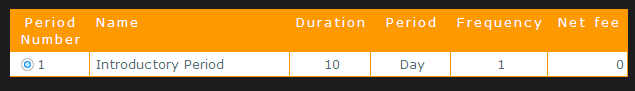 Period Number Name Duration Period Frequency Net fee
1 Introductory Period 10 Day 1 0